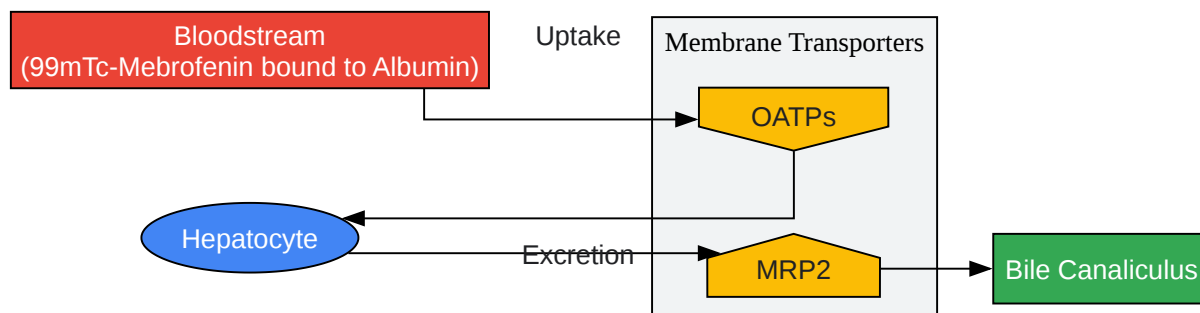 Bloodstream
(99mTc-Mebrofenin bound to Albumin)
Uptake
Membrane Transporters
OATPs
Hepatocyte
Excretion
MRP2
Bile Canaliculus